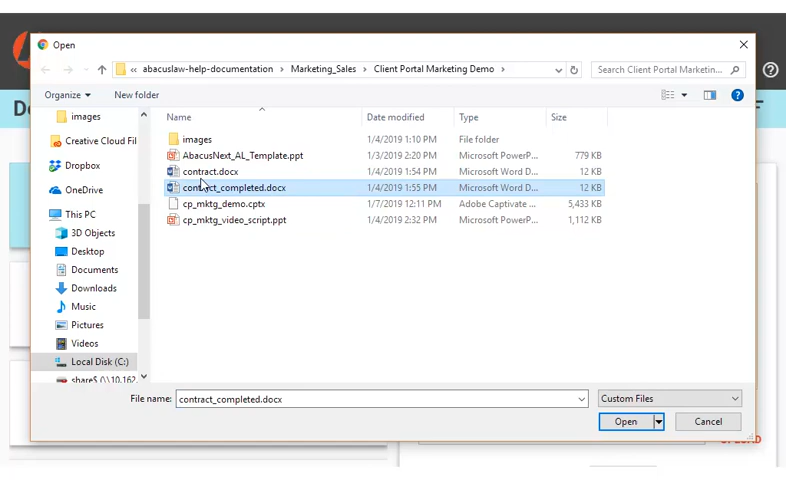 Open
« abacuslaw-help-documentation > Marketing_Sales > Client Portal Marketing Demo >
Search Client Portal Marketin...
Organize
New folder
Name
Date modified
Type
Size
images
Creative Cloud Fil
Dropbox
OneDrive
This PC
3D Objects
Desktop
Documents
Downloads
Music
Pictures
Videos
Local Disk (C:)
share$ (\\10.162.
images 1/4/2019 1:10 PM File folder
AbacusNext_AL_Template.ppt 1/3/2019 2:20 PM Microsoft PowerP... 779 KB
contract.docx 1/4/2019 1:54 PM Microsoft Word D... 12 KB
contract_completed.docx 1/4/2019 1:55 PM Microsoft Word D... 12 KB
cp_mktg_demo.cptx 1/7/2019 12:11 PM Adobe Captivate ... 5,433 KB
cp_mktg_video_script.ppt 1/4/2019 2:32 PM Microsoft PowerP... 1,112 KB
File name: contract_completed.docx
Custom Files
Open
Cancel